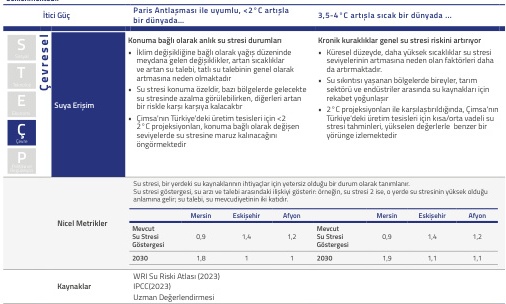 İtici Güç
Paris Antlaşması ile uyumlu, <2°C artışla
bir dünyada...
3,5-4°C artışla sıcak bir dünyada ...
S
T
E
Ç
Çevre
P
Çevresel
Suya Erişim
Konuma bağlı olarak anlık su stresi durumları
• İklim değişikliğine bağlı olarak yağış düzeninde
meydana gelen değişiklikler, artan sıcaklıklar
ve artan su talebi, tatlı su talebinin genel olarak
artmasına neden olmaktadır
• Su stresi konuma özeldir, bazı bölgelerde gelecekte
su stresinde azalma görülebilirken, diğerleri artan
bir riskle karşı karşıya kalacaktır
• Çimsa'nın Türkiye'deki üretim tesisleri için <2
2°C projeksiyonları, konuma bağlı olarak değişen
seviyelerde su stresine maruz kalınacağını
öngörmektedir
Kronik kuraklıklar genel su stresi riskini artırıyor
• Küresel düzeyde, daha yüksek sıcaklıklar su stresi
seviyelerinin artmasına neden olan faktörleri daha
da artırmaktadır.
• Su sıkıntısı yaşanan bölgelerde bireyler, tarım
sektörü ve endüstriler arasında su kaynakları için
rekabet yoğunlaşır
• 2°C projeksiyonları ile karşılaştırıldığında, Çimsa'nın
Türkiye'deki üretim tesisleri için kısa/orta vadeli su
stresi tahminleri, yükselen değerlerle benzer bir
yörünge izlemektedir
Nicel Metrikler
Su stresi, bir yerdeki su kaynaklarının ihtiyaçlar için yetersiz olduğu bir durum olarak tanımlanır.
Su stresi göstergesi, su arzı ve talebi arasındaki ilişkiyi gösterir: örneğin, su stresi 2 ise, o yerde su stresinin yüksek olduğu
anlamına gelir; su talebi, su mevcudiyetinin iki katıdır.
Mersin Eskişehir Afyon Mersin Eskişehir Afyon
Mevcut
Su Stresi
Göstergesi
0,9 1,4 1,2
Mevcut
Su Stresi
Göstergesi
0,9 1,4 1,2
2030 1,8 1 1 2030 1,9 1,1 1,1
Kaynaklar
WRI Su Riski Atlası (2023)
IPCC(2023)
Uzman Değerlendirmesi